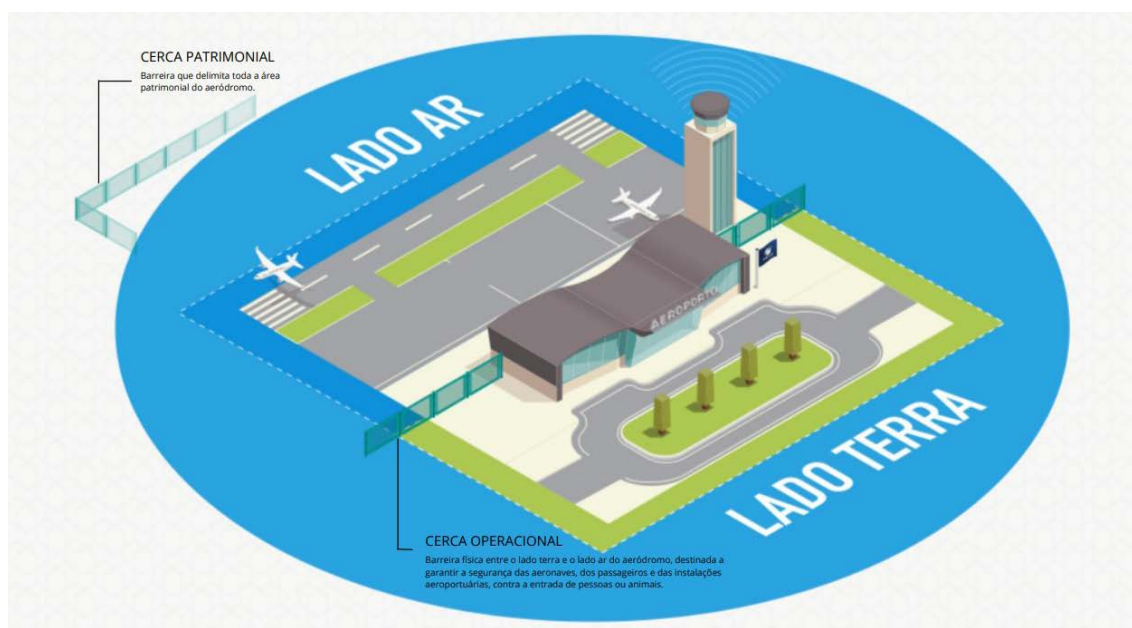 CERCA PATRIMONIAL
Barreira que delimita toda a área
patrimonial do aeródromo.
LADO AR
AEROPORTO
LADO TERRA
CERCA OPERACIONAL
Barreira física entre o lado terra e o lado ar do aeródromo, destinada a
garantir a segurança das aeronaves, dos passageiros e das instalações
aeroportuárias, contra a entrada de pessoas ou animais.